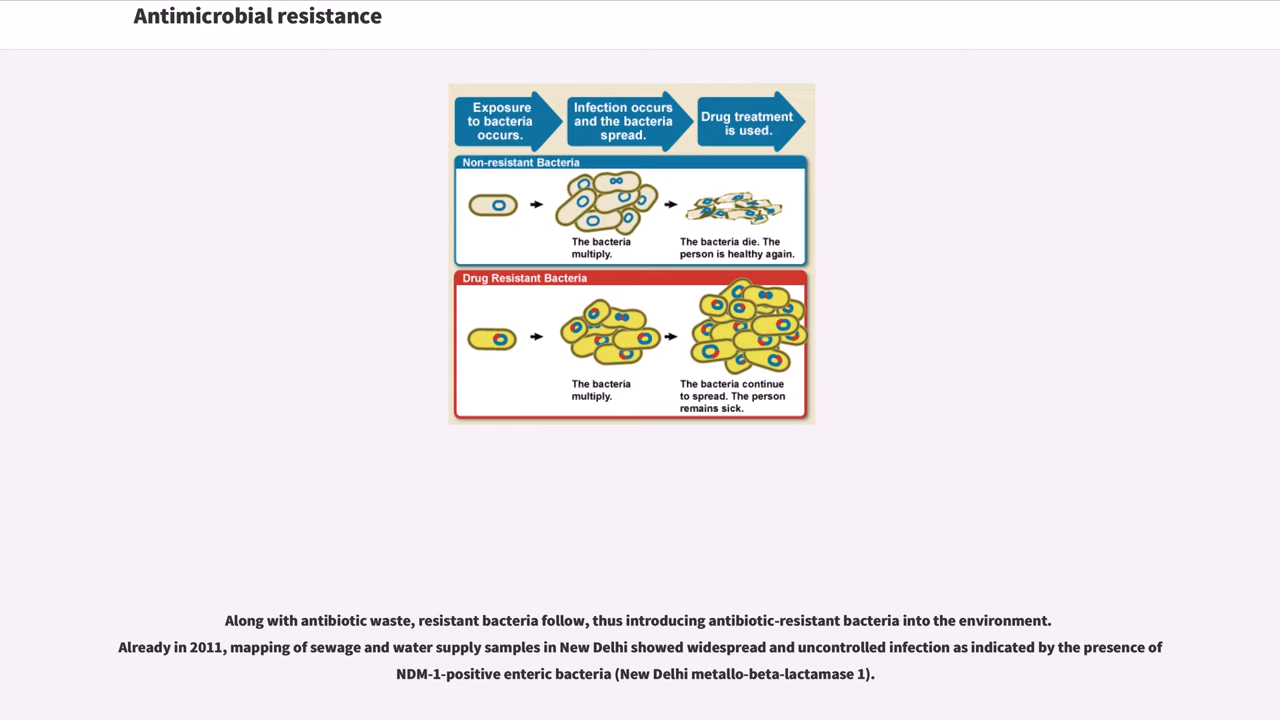 Antimicrobial resistance
Exposure
to bacteria
occurs.
Infection occurs
and the bacteria
spread.
Drug treatment
is used.
Non-resistant Bacteria
The bacteria
multiply.
The bacteria die. The
person is healthy again.
Drug Resistant Bacteria
The bacteria
multiply.
The bacteria continue
to spread. The person
remains sick.
Along with antibiotic waste, resistant bacteria follow, thus introducing antibiotic-resistant bacteria into the environment.
Already in 2011, mapping of sewage and water supply samples in New Delhi showed widespread and uncontrolled infection as indicated by the presence of
NDM-1-positive enteric bacteria (New Delhi metallo-beta-lactamase 1).